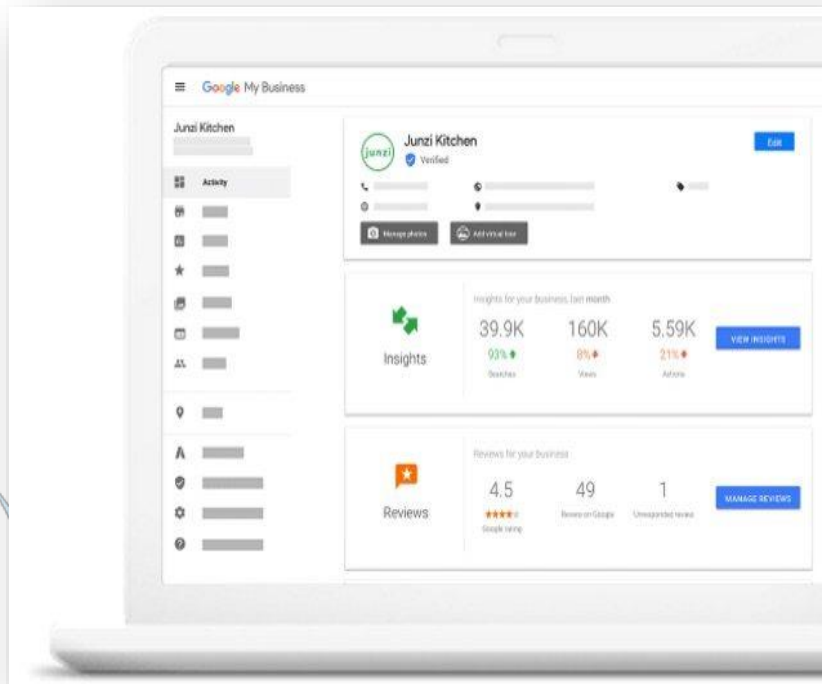 Google My Business
Junzi Kitchen
Activity
junzi
Junzi Kitchen
Verified
Edit
Manage photos
Add virtual tour
Insights
Insights for your business, last month
39.9K
160K
5.59K
93%
8%
21%
Searches
Views
Actions
VIEW INSIGHTS
Reviews
Reviews for your business
4.5
49
1
Google rating
Review on Google
Unresponded review
MANAGE REVIEWS